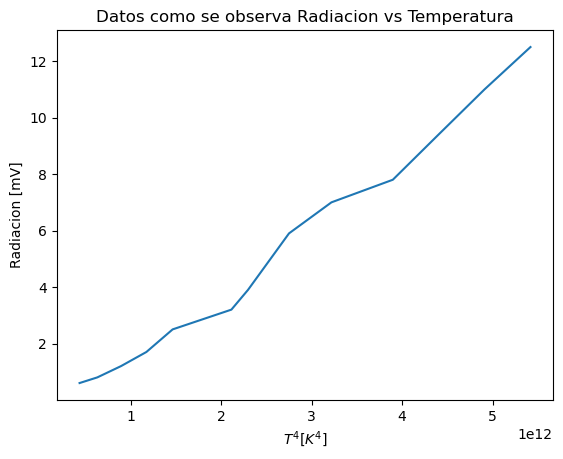 Datos como se observa Radiacion vs Temperatura
Radiacion [mV]
12
10
8
6
4
2
1 2 3 4 5
1e12
$T^4[K^4]$